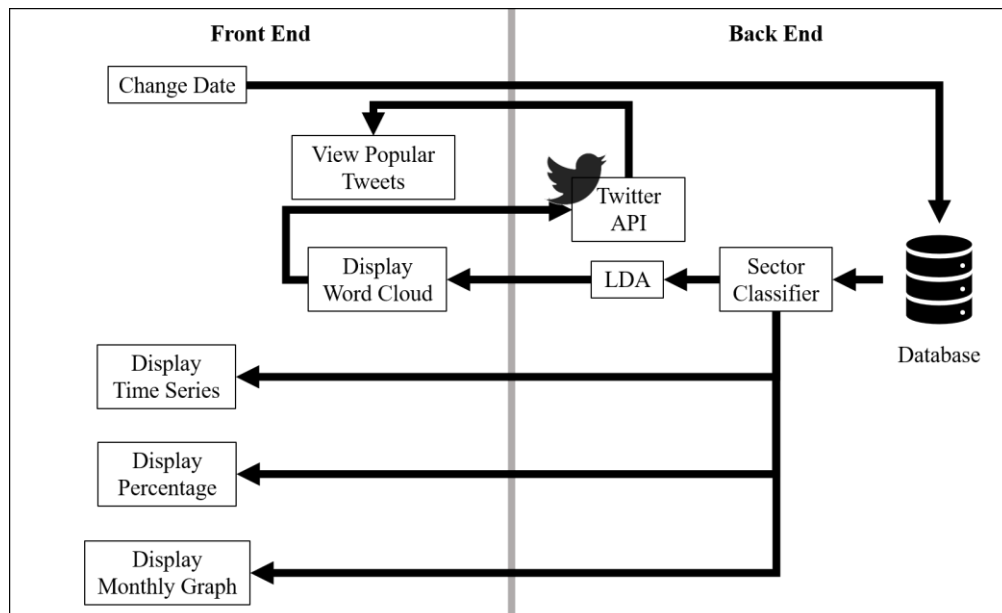 Front End
Back End
Change Date
View Popular
Tweets
Twitter
API
Display
Word Cloud
LDA
Sector
Classifier
Database
Display
Time Series
Display
Percentage
Display
Monthly Graph